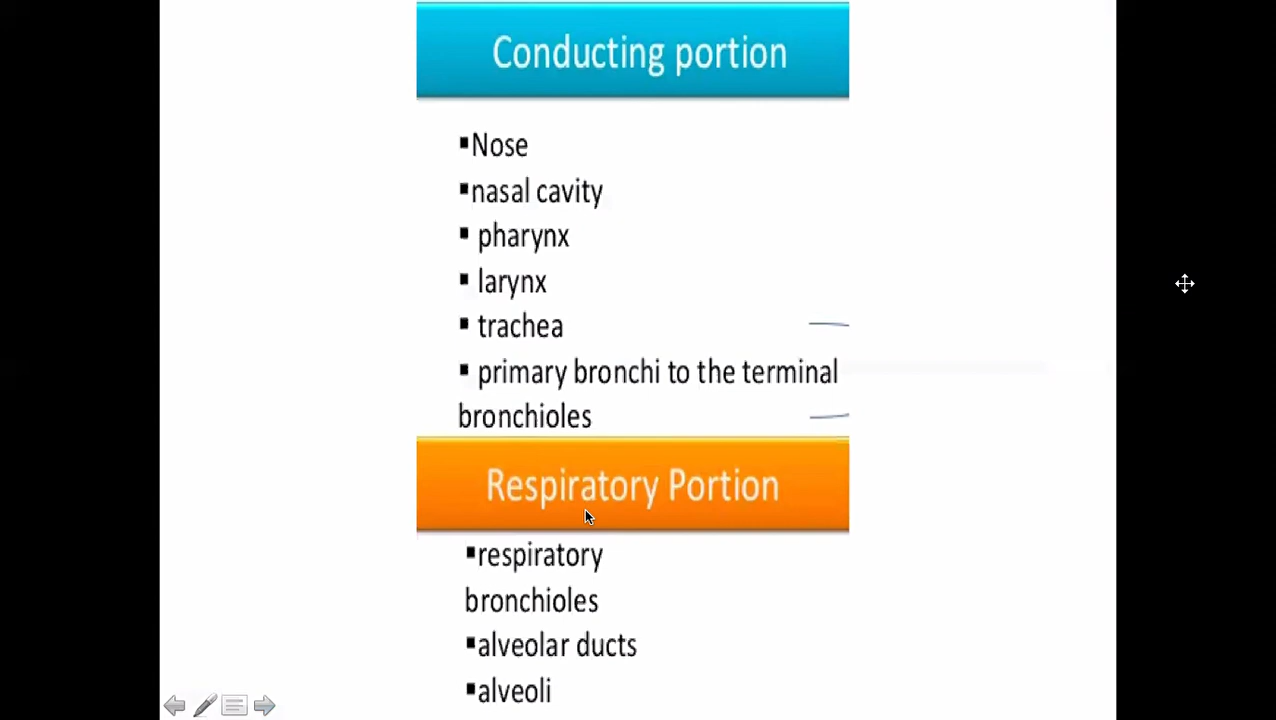 Conducting portion
▪Nose
▪nasal cavity
▪ pharynx
▪ larynx
▪ trachea
▪ primary bronchi to the terminal
bronchioles
Respiratory Portion
▪respiratory
bronchioles
▪alveolar ducts
▪alveoli